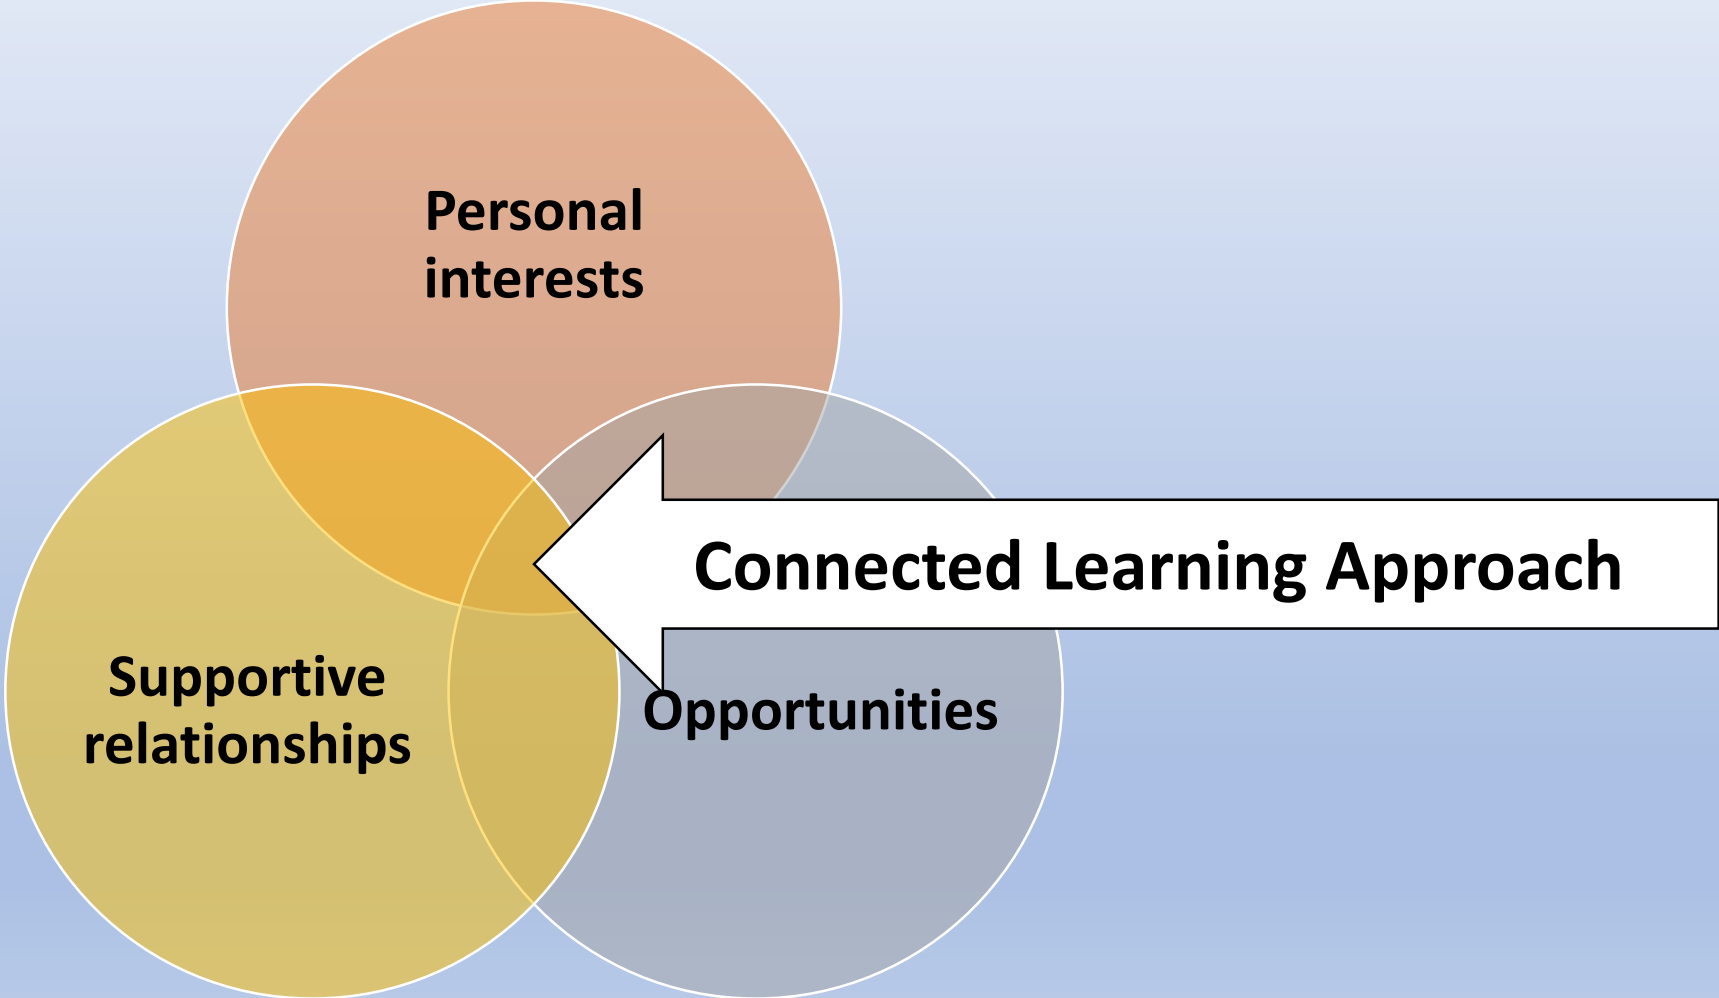 Personal
interests
Connected Learning Approach
Supportive
relationships
Opportunities